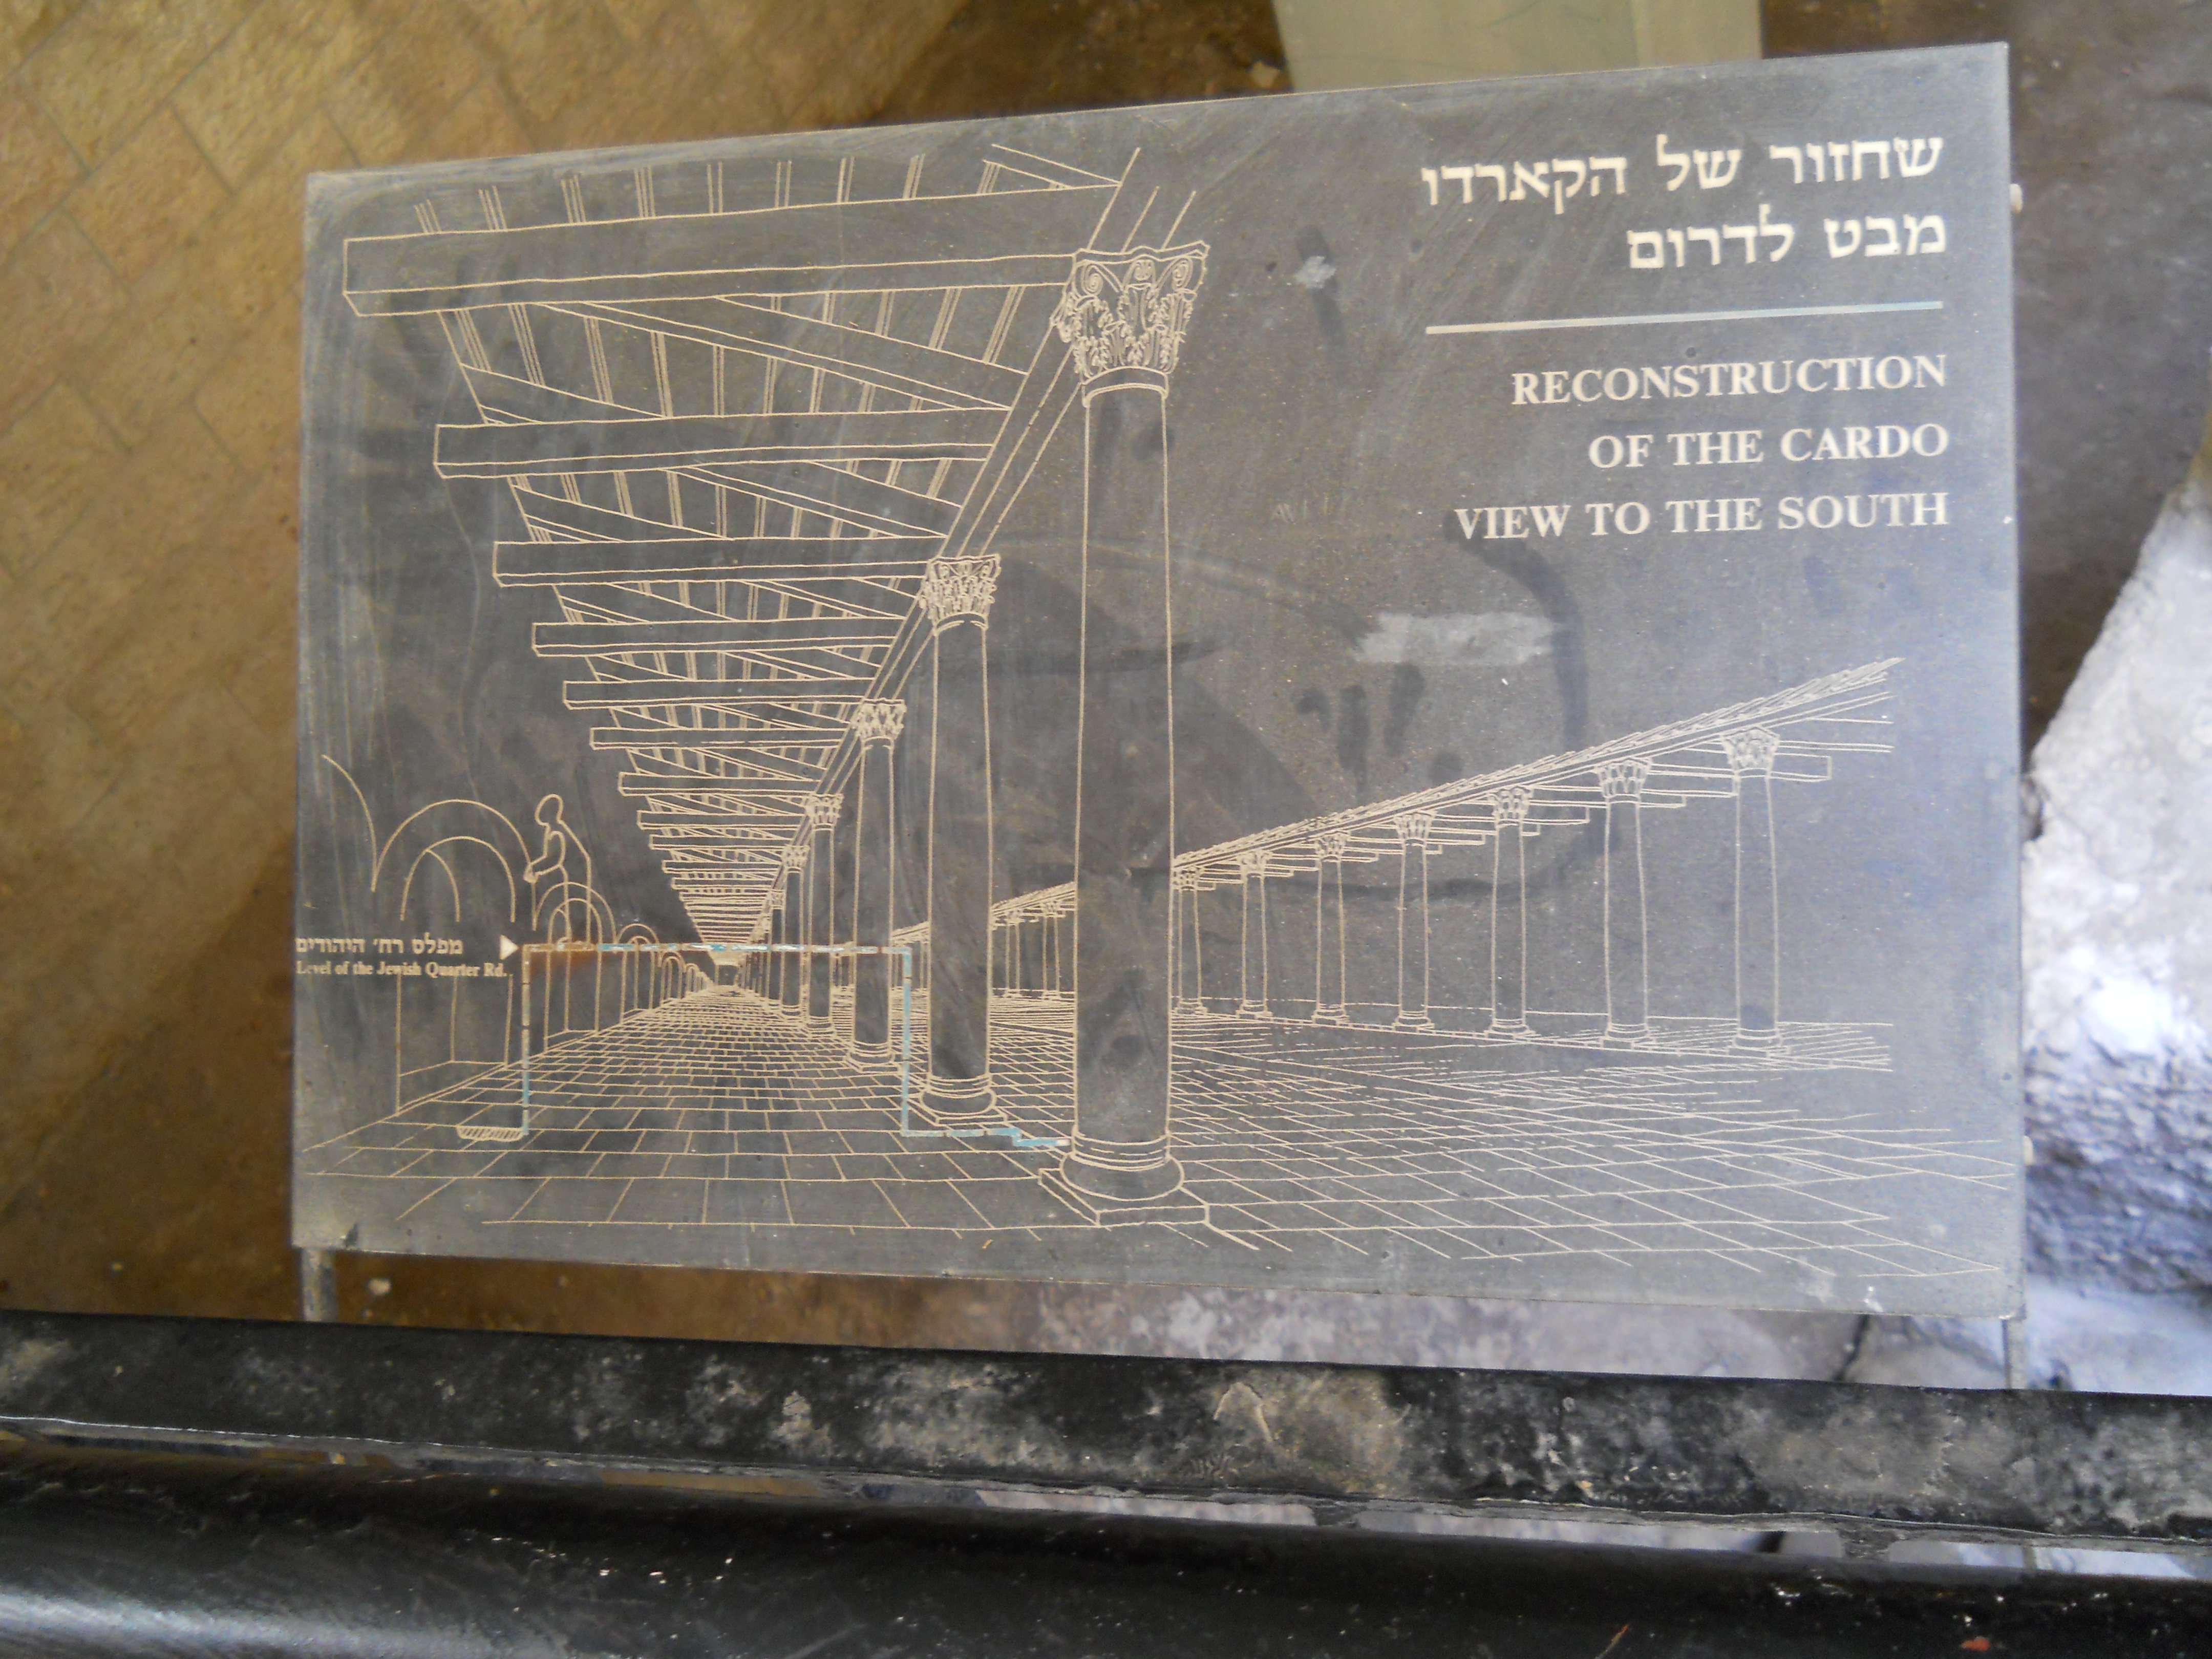 שחזור של הקארדו
מבט לדרום
RECONSTRUCTION
OF THE CARDO
VIEW TO THE SOUTH
מפלס רח' היהודים
Level of the Jewish Quarter Rd.